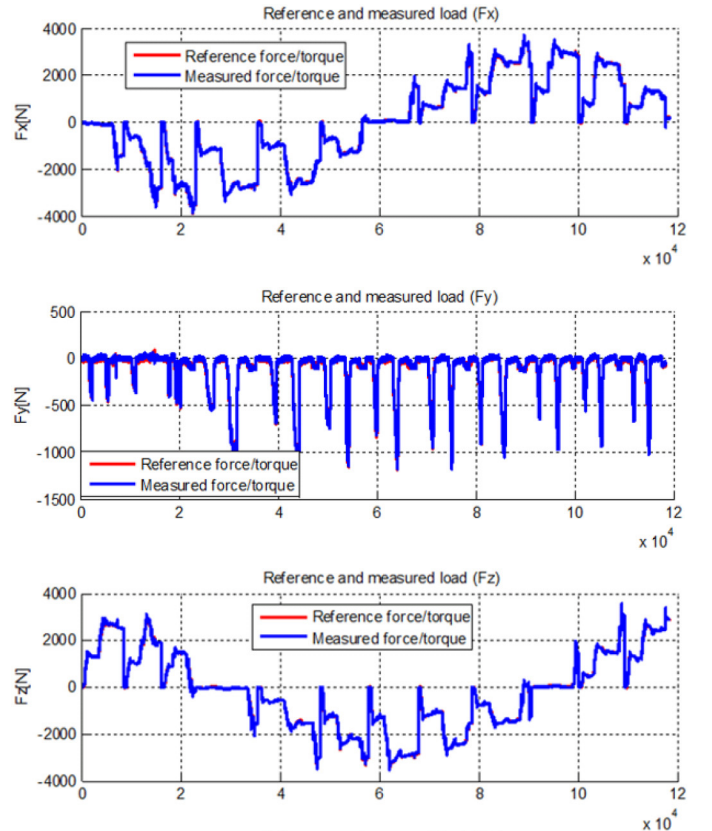 Reference and measured load (Fx)
4000
2000
0
-2000
-4000
Fx[N]
Reference force/torque
Measured force/torque
0 2 4 6 8 10 12
x 10^4
Reference and measured load (Fy)
500
0
-500
-1000
-1500
Fy[N]
Reference force/torque
Measured force/torque
0 2 4 6 8 10 12
x 10^4
Reference and measured load (Fz)
4000
2000
0
-2000
-4000
Fz[N]
Reference force/torque
Measured force/torque
0 2 4 6 8 10 12
x 10^4